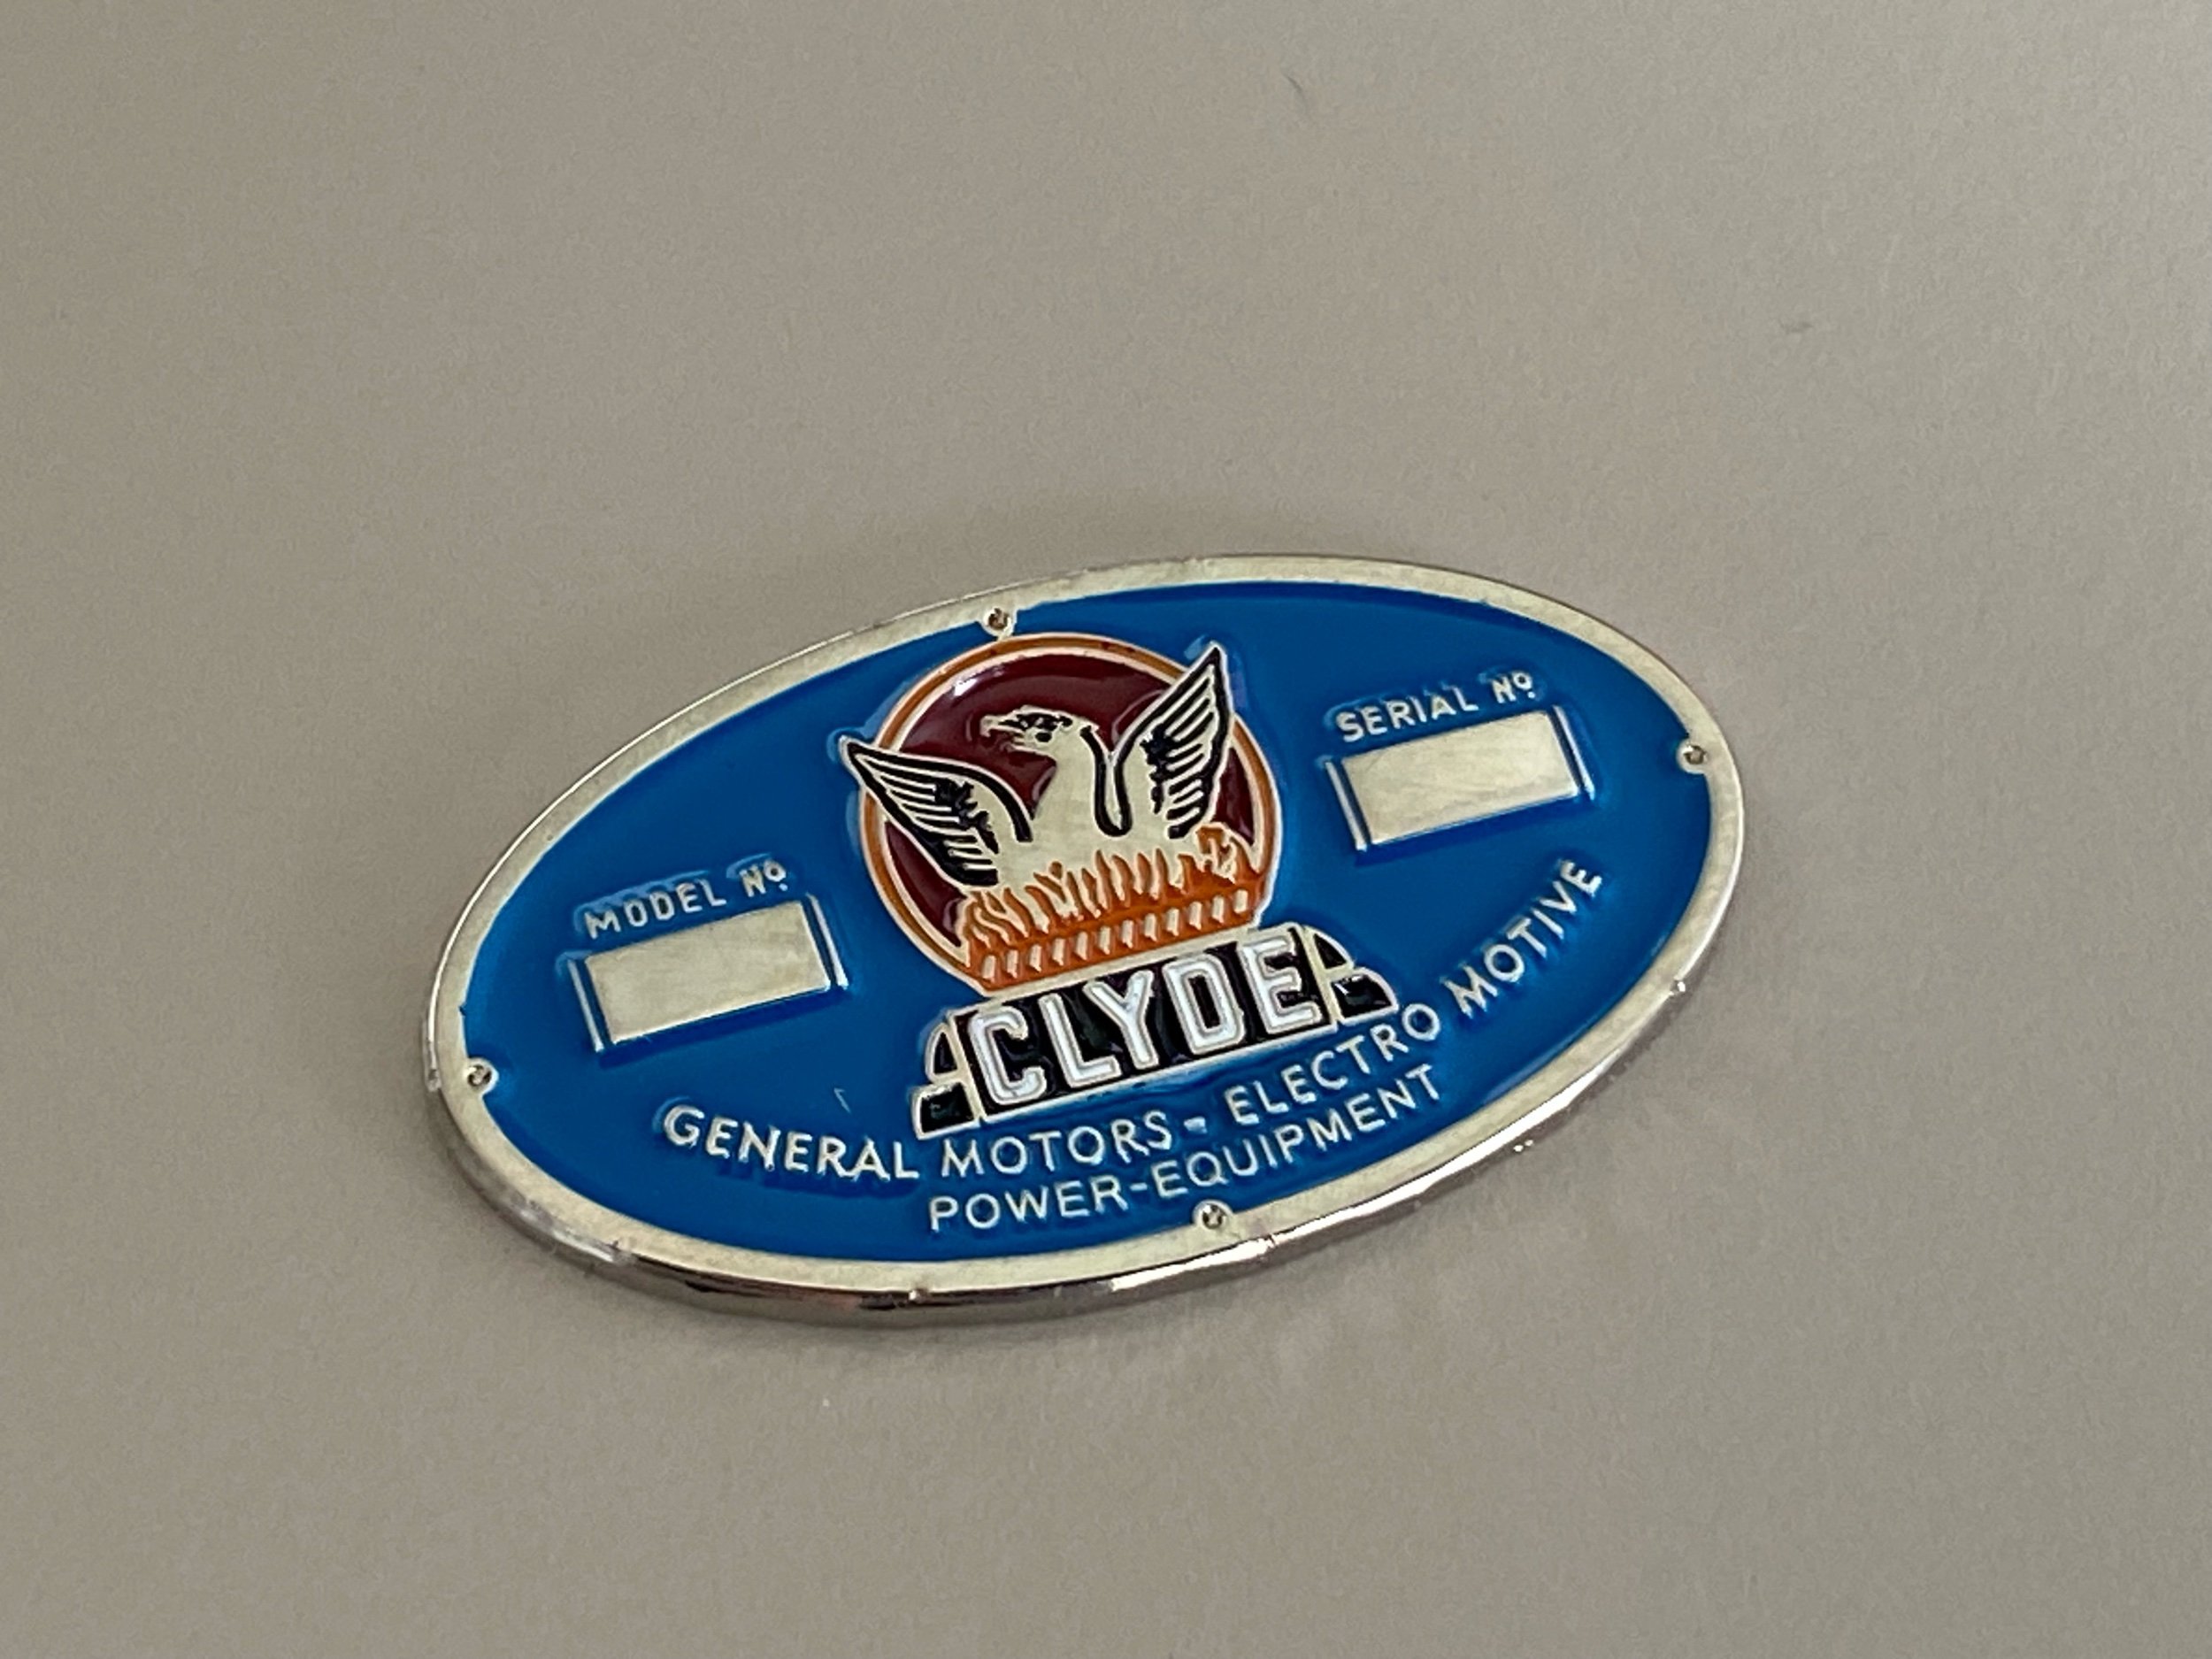 MODEL Nº
SERIAL Nº
CLYDE
GENERAL MOTORS - ELECTRO MOTIVE
POWER-EQUIPMENT